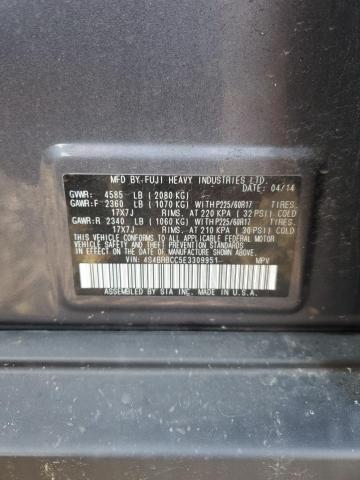 MFD. BY FUJI HEAVY INDUSTRIES LTD.
DATE: 04/14
GVWR: 4585 LB (2080 KG)
GAWR:F 2360 LB (1070 KG) WITH P225/60R17 TIRES.
17X7J RIMS. AT 220 KPA (32 PSI) COLD
GAWR:R 2340 LB (1060 KG) WITH P225/60R17 TIRES.
17X7J RIMS. AT 210 KPA (30 PSI) COLD
THIS VEHICLE CONFORMS TO ALL
APPLICABLE FEDERAL MOTOR VEHICLE SAFETY
STANDARDS IN EFFECT ON THE DATE OF
MANUFACTURE SHOWN ABOVE.
VIN: 4S4BRBCC5E3309951 MPV
ASSEMBLED BY SIA INC. MADE IN U.S.A.